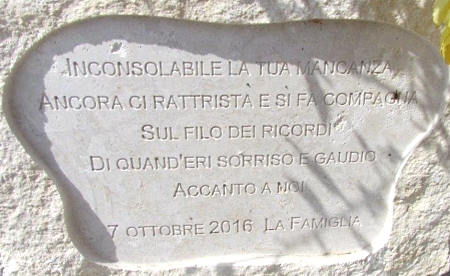 INCONSOLABILE LA TUA MANCANZA
ANCORA CI RATTRISTA E SI FA COMPAGNA
SUL FILO DEI RICORDI
DI QUAND'ERI SORRISO E GAUDIO
ACCANTO A NOI
7 OTTOBRE 2016 LA FAMIGLIA